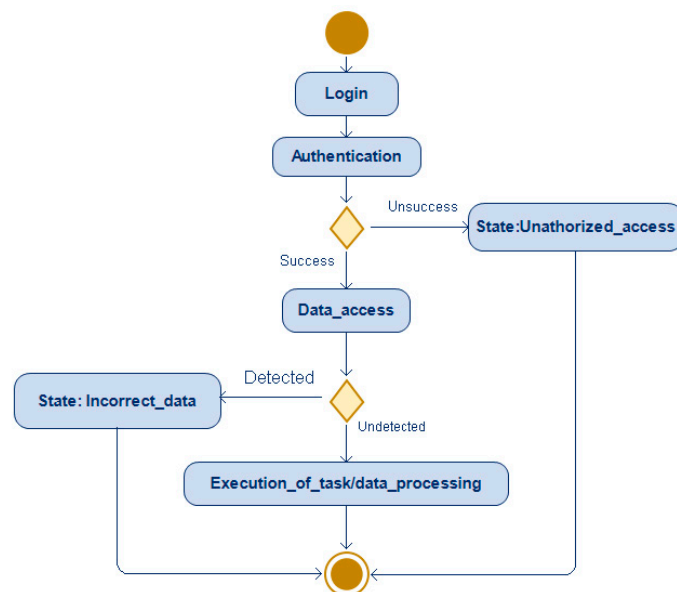 Login
Authentication
Unsuccess
State:Unathorized_access
Success
Data_access
Detected
State: Incorrect_data
Undetected
Execution_of_task/data_processing